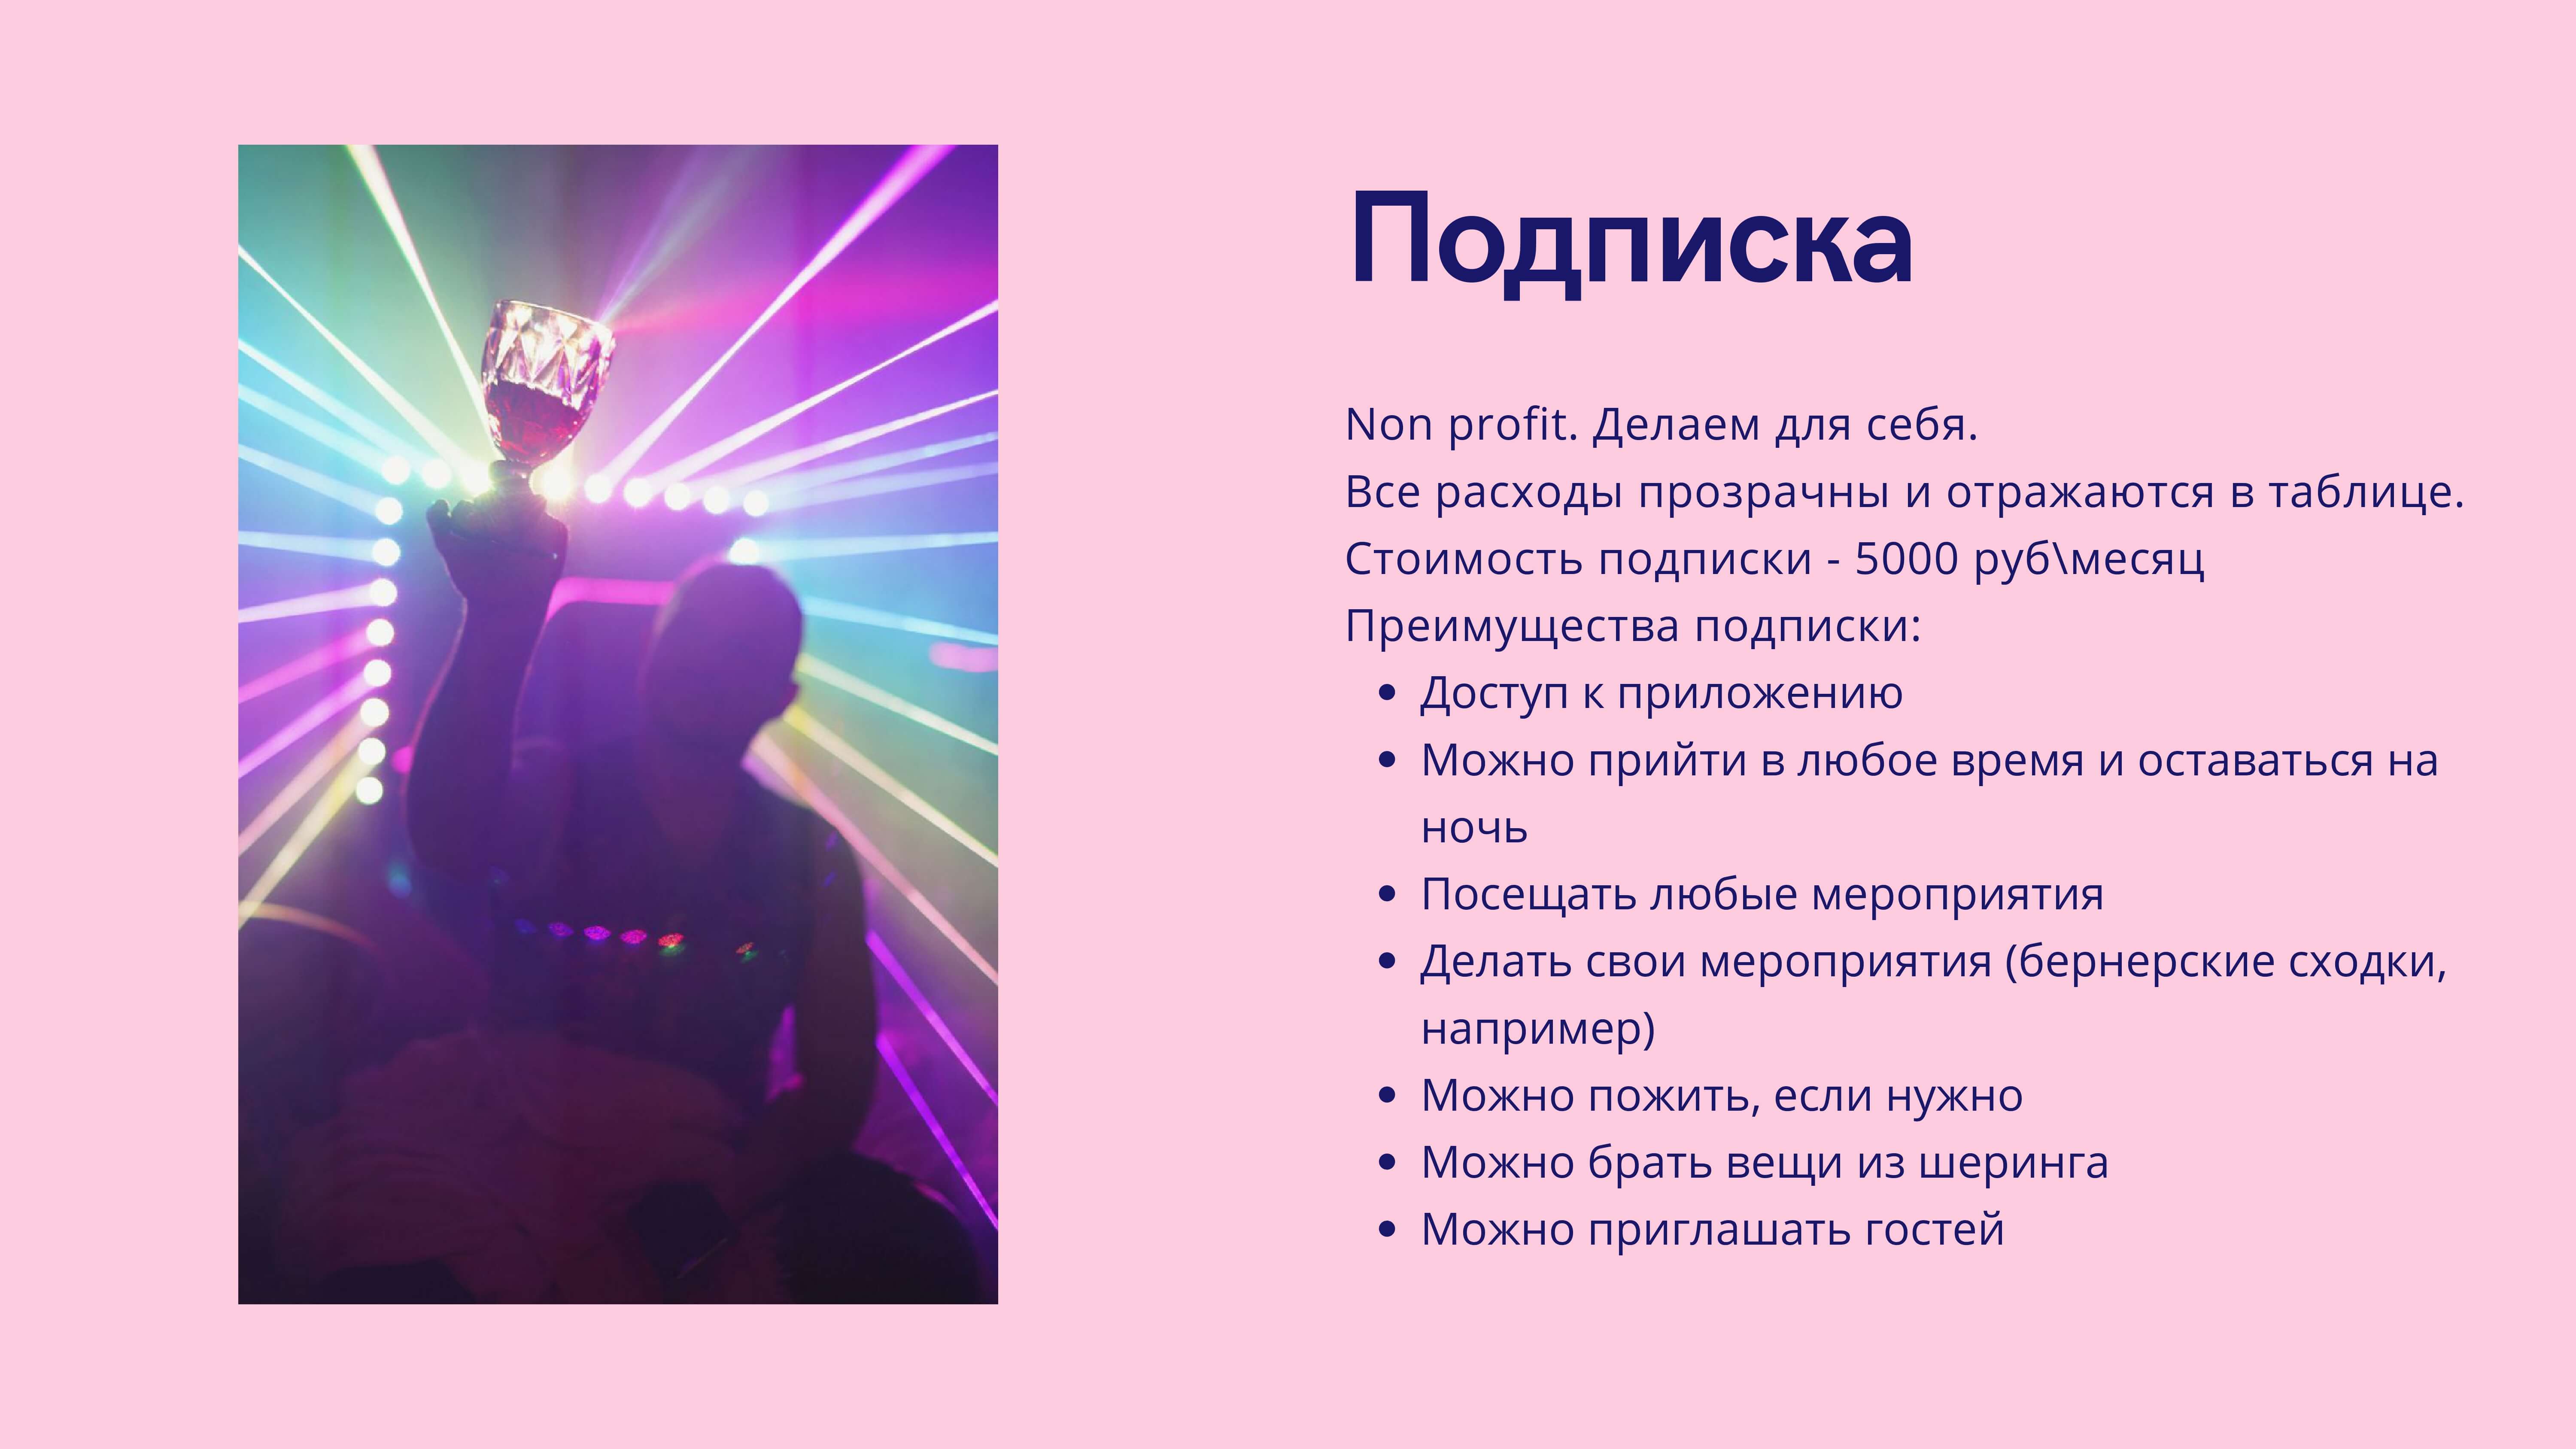 Подписка
Non profit. Делаем для себя.
Все расходы прозрачны и отражаются в таблице.
Стоимость подписки - 5000 руб\месяц
Преимущества подписки:
• Доступ к приложению
• Можно прийти в любое время и оставаться на
ночь
• Посещать любые мероприятия
• Делать свои мероприятия (бернерские сходки,
например)
• Можно пожить, если нужно
• Можно брать вещи из шеринга
• Можно приглашать гостей